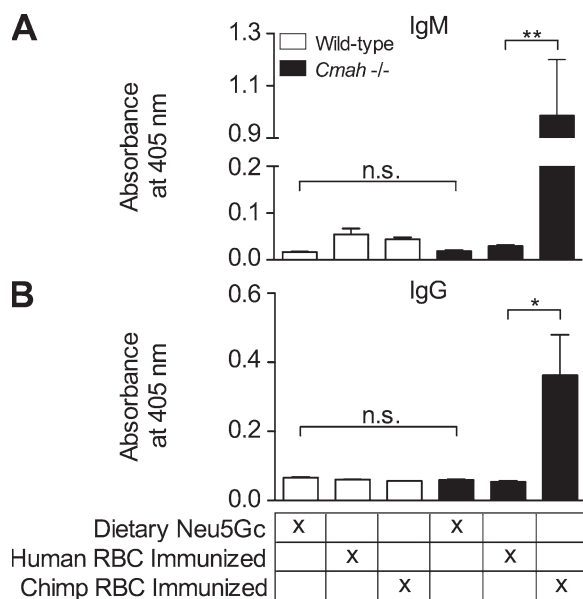 A
IgM
1.3
1.1
0.9
0.2
0.1
0.0
Absorbance
at 405 nm
Wild-type
Cmah -/-
**
n.s.
B
IgG
0.6
0.4
0.2
0.0
Absorbance
at 405 nm
*
n.s.
Dietary Neu5Gc x x
Human RBC Immunized x x
Chimp RBC Immunized x x